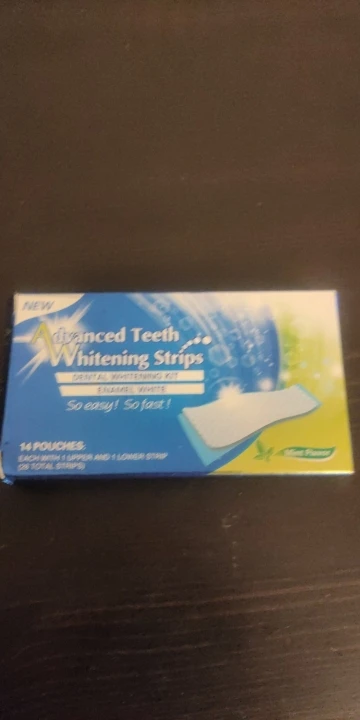 NEW
Advanced Teeth
Whitening Strips
DENTAL WHITENING KIT
ENAMEL WHITE
So easy! So fast!
14 POUCHES:
EACH WITH 1 UPPER AND 1 LOWER STRIP
(28 TOTAL STRIPS)
Mint Flavor